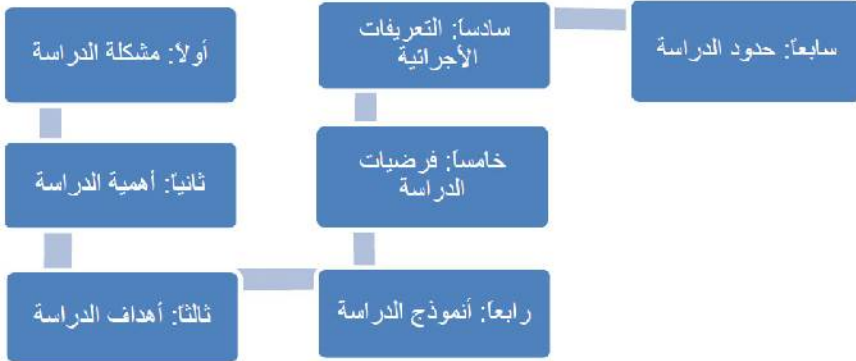 أولاً: مشكلة الدراسة
ثانياً: أهمية الدراسة
ثالثاً: أهداف الدراسة
رابعاً: أنموذج الدراسة
خامساً: فرضيات
الدراسة
سادساً: التعريفات
الأجرائية
سابعاً: حدود الدراسة